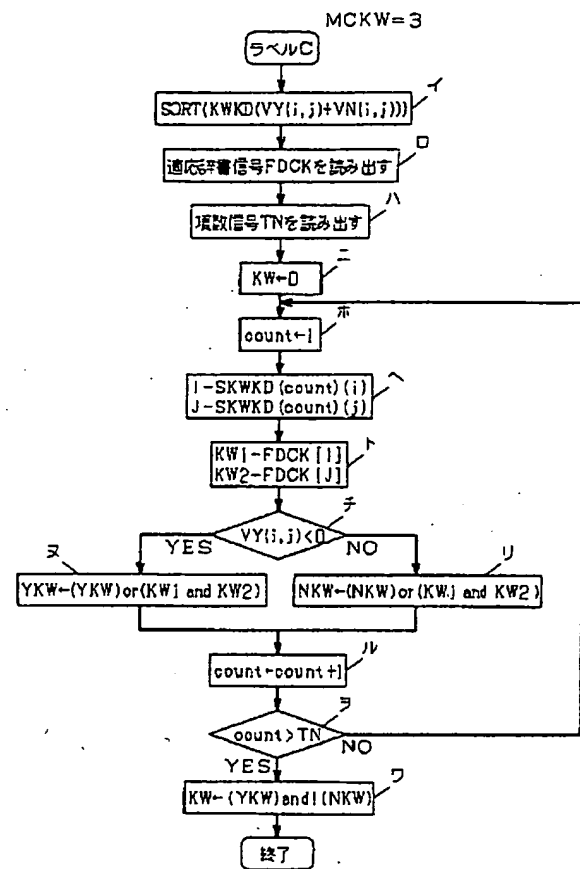 MCKW=3
ラベルC
イ
SORT(KWKD(VY(i,j)+VN(i,j)))
ロ
適応辞書信号FDCKを読み出す
ハ
項数信号TNを読み出す
ニ
KW←0
ホ
count←1
ヘ
I-SKWKD(count)(i)
J-SKWKD(count)(j)
ト
KW1-FDCK[I]
KW2-FDCK[J]
チ
VY(i,j)<0
YES
NO
ヌ
リ
YKW←(YKW)or(KW1 and KW2)
NKW←(NKW)or(KW.j and KW2)
ル
count←count+1
ヲ
count>TN
NO
YES
ワ
KW←(YKW)and!(NKW)
終了